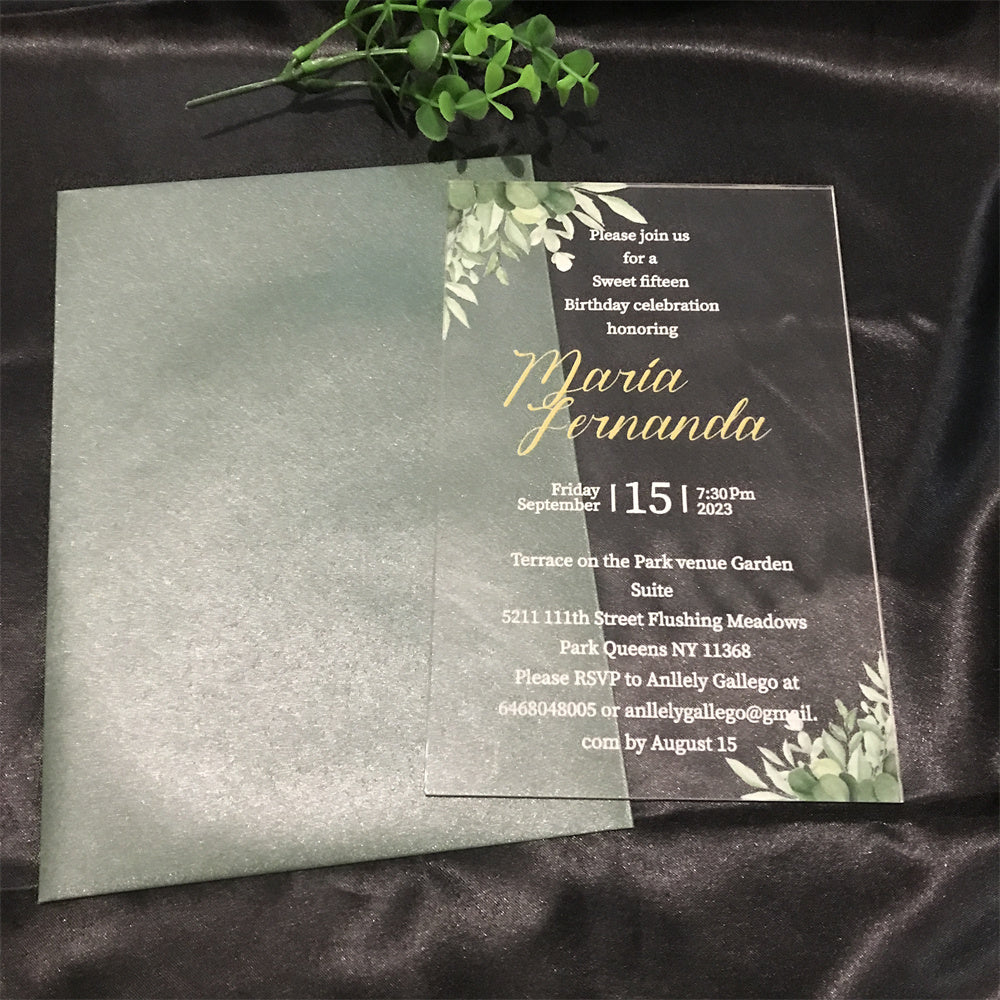 Please join us
for a
Sweet fifteen
Birthday celebration
honoring
María
Fernanda
Friday
September
15
7:30Pm
2023
Terrace on the Park venue Garden
Suite
5211 111th Street Flushing Meadows
Park Queens NY 11368
Please RSVP to Anllely Gallego at
6468048005 or anllelygallego@gmail.
com by August 15